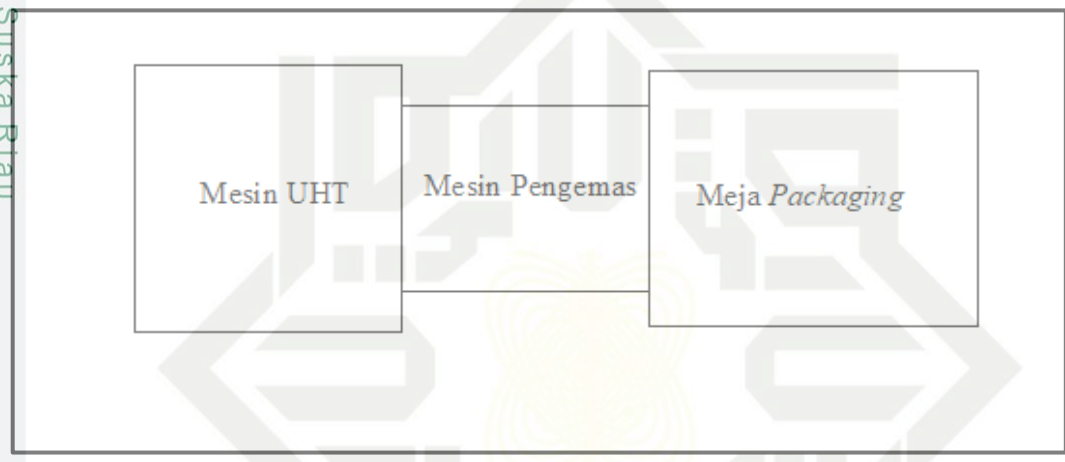 Suska Riau
Mesin UHT
Mesin Pengemas
Meja Packaging